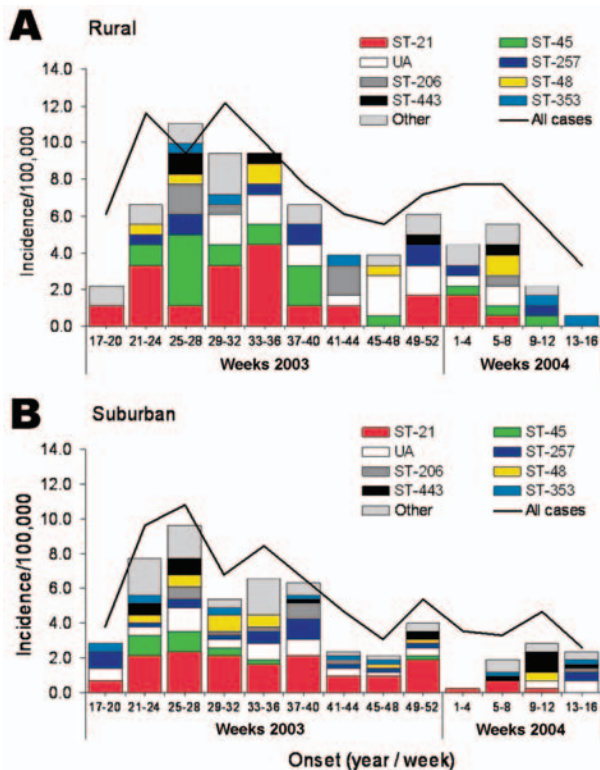 A Rural
ST-21 ST-45
UA ST-257
ST-206 ST-48
ST-443 ST-353
Other All cases
Incidence/100,000
14.0
12.0
10.0
8.0
6.0
4.0
2.0
0.0
17-20 21-24 25-28 29-32 33-36 37-40 41-44 45-48 49-52 1-4 5-8 9-12 13-16
Weeks 2003 Weeks 2004
B Suburban
ST-21 ST-45
UA ST-257
ST-206 ST-48
ST-443 ST-353
Other All cases
Incidence/100,000
14.0
12.0
10.0
8.0
6.0
4.0
2.0
0.0
17-20 21-24 25-28 29-32 33-36 37-40 41-44 45-48 49-52 1-4 5-8 9-12 13-16
Weeks 2003 Weeks 2004
Onset (year / week)